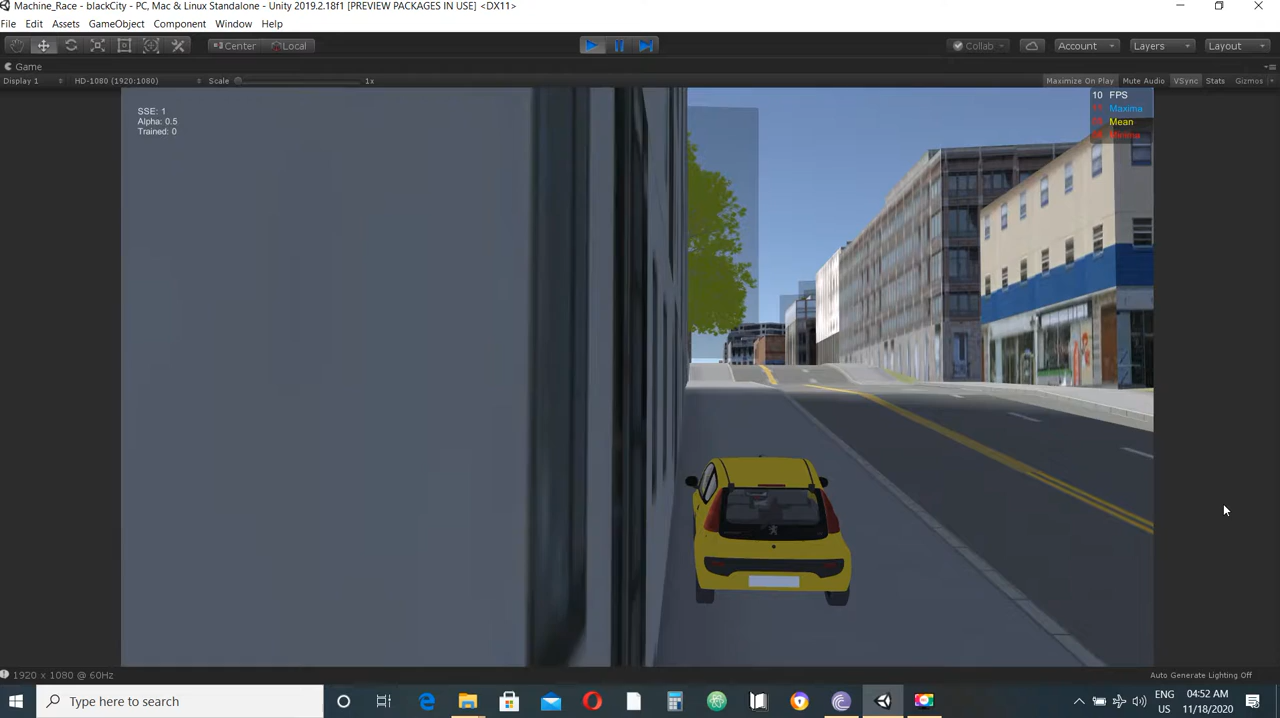 Machine_Race - blackCity - PC, Mac & Linux Standalone - Unity 2019.2.18f1 [PREVIEW PACKAGES IN USE] <DX11>
File Edit Assets GameObject Component Window Help
Center Local Collab Account Layers Layout
Game
Display 1 HD-1080 (1920:1080) Scale 1x Maximize On Play Mute Audio VSync Stats Gizmos
SSE: 1
Alpha: 0.5
Trained: 0
10 FPS
Maxima
Mean
Minima
1920 x 1080 @ 60Hz
Auto Generate Lighting Off
Type here to search
ENG
US
04:52 AM
11/18/2020